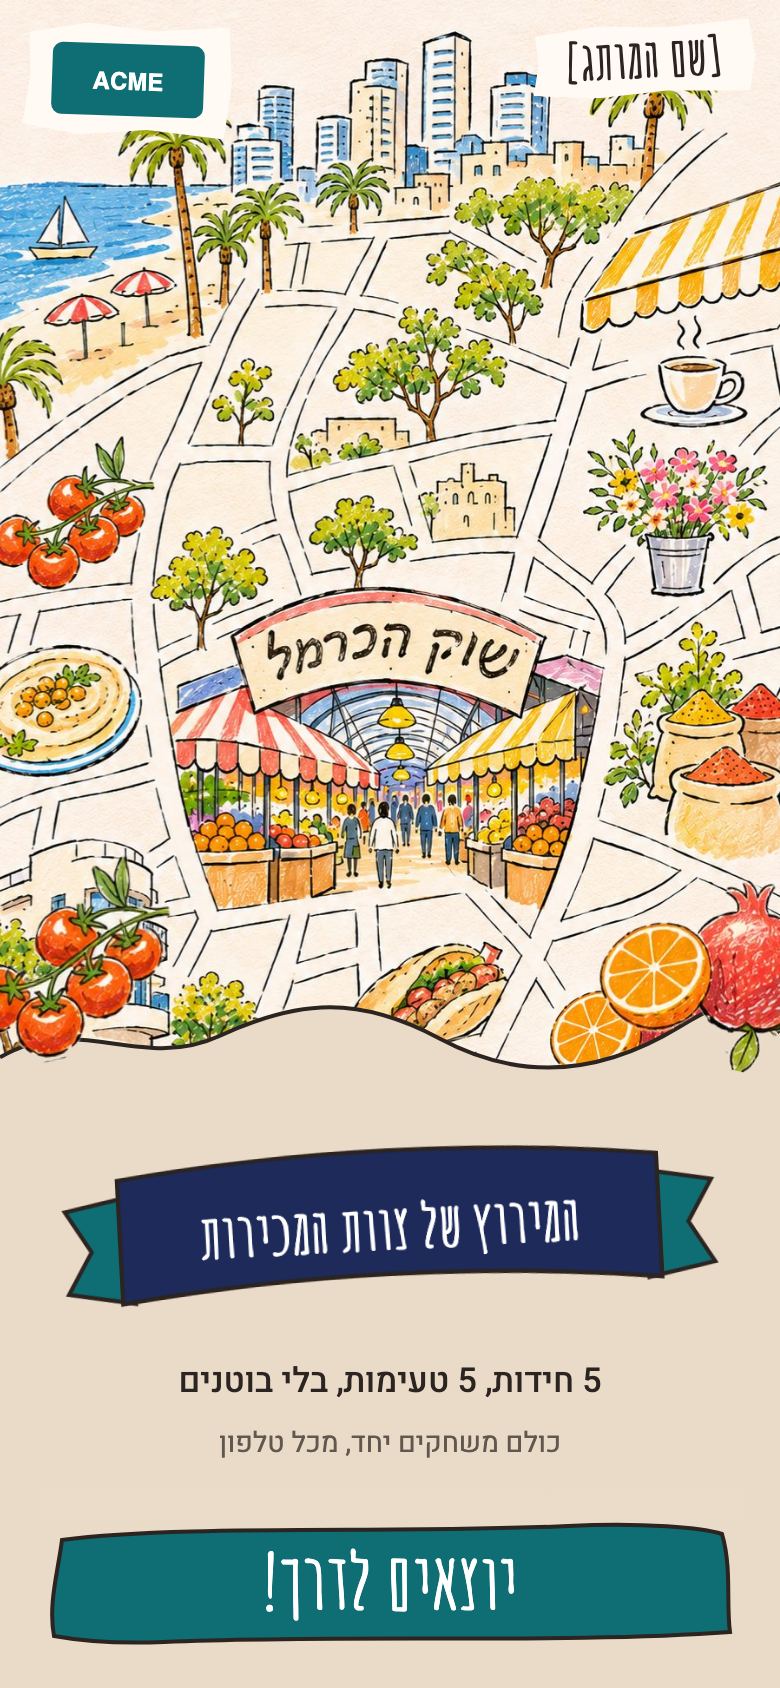 [שם המותג]
ACME
שוק הכרמל
המירוץ של צוות המכירות
5 חידות, 5 טעימות, בלי בוטנים
כולם משחקים יחד, מכל טלפון
יוצאים לדרך!